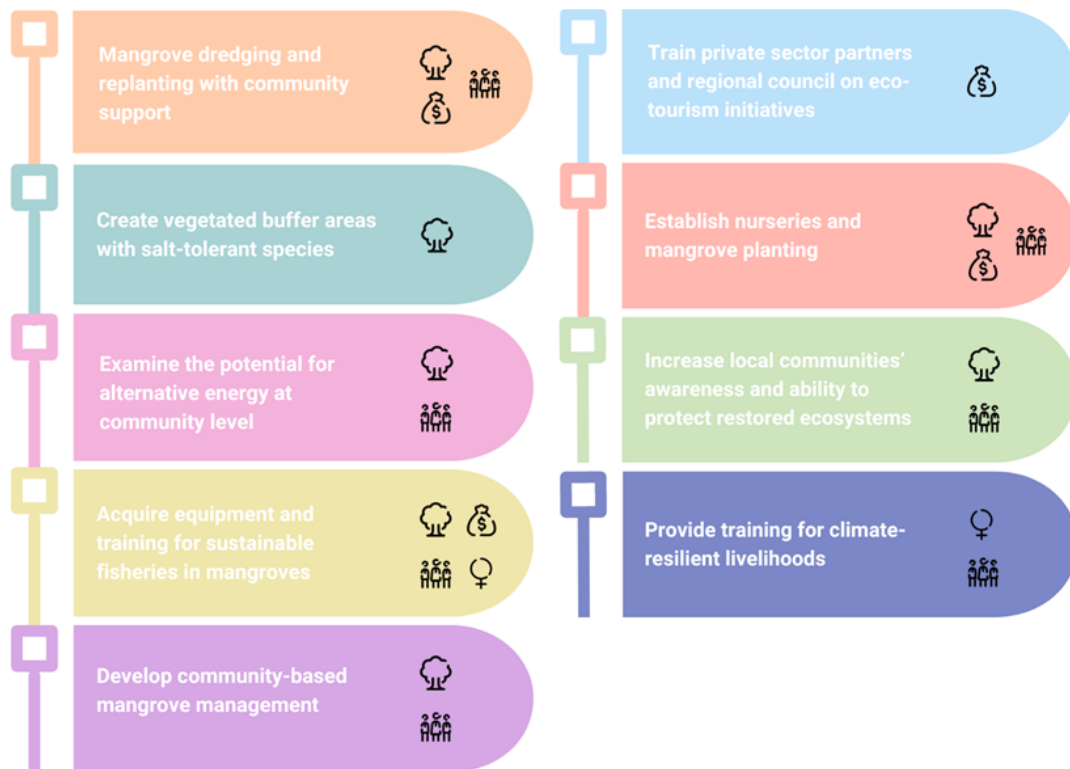 Mangrove dredging and
replanting with community
support
Create vegetated buffer areas
with salt-tolerant species
Examine the potential for
alternative energy at
community level
Acquire equipment and
training for sustainable
fisheries in mangroves
Develop community-based
mangrove management
Train private sector partners
and regional council on eco-
tourism initiatives
Establish nurseries and
mangrove planting
Increase local communities’
awareness and ability to
protect restored ecosystems
Provide training for climate-
resilient livelihoods